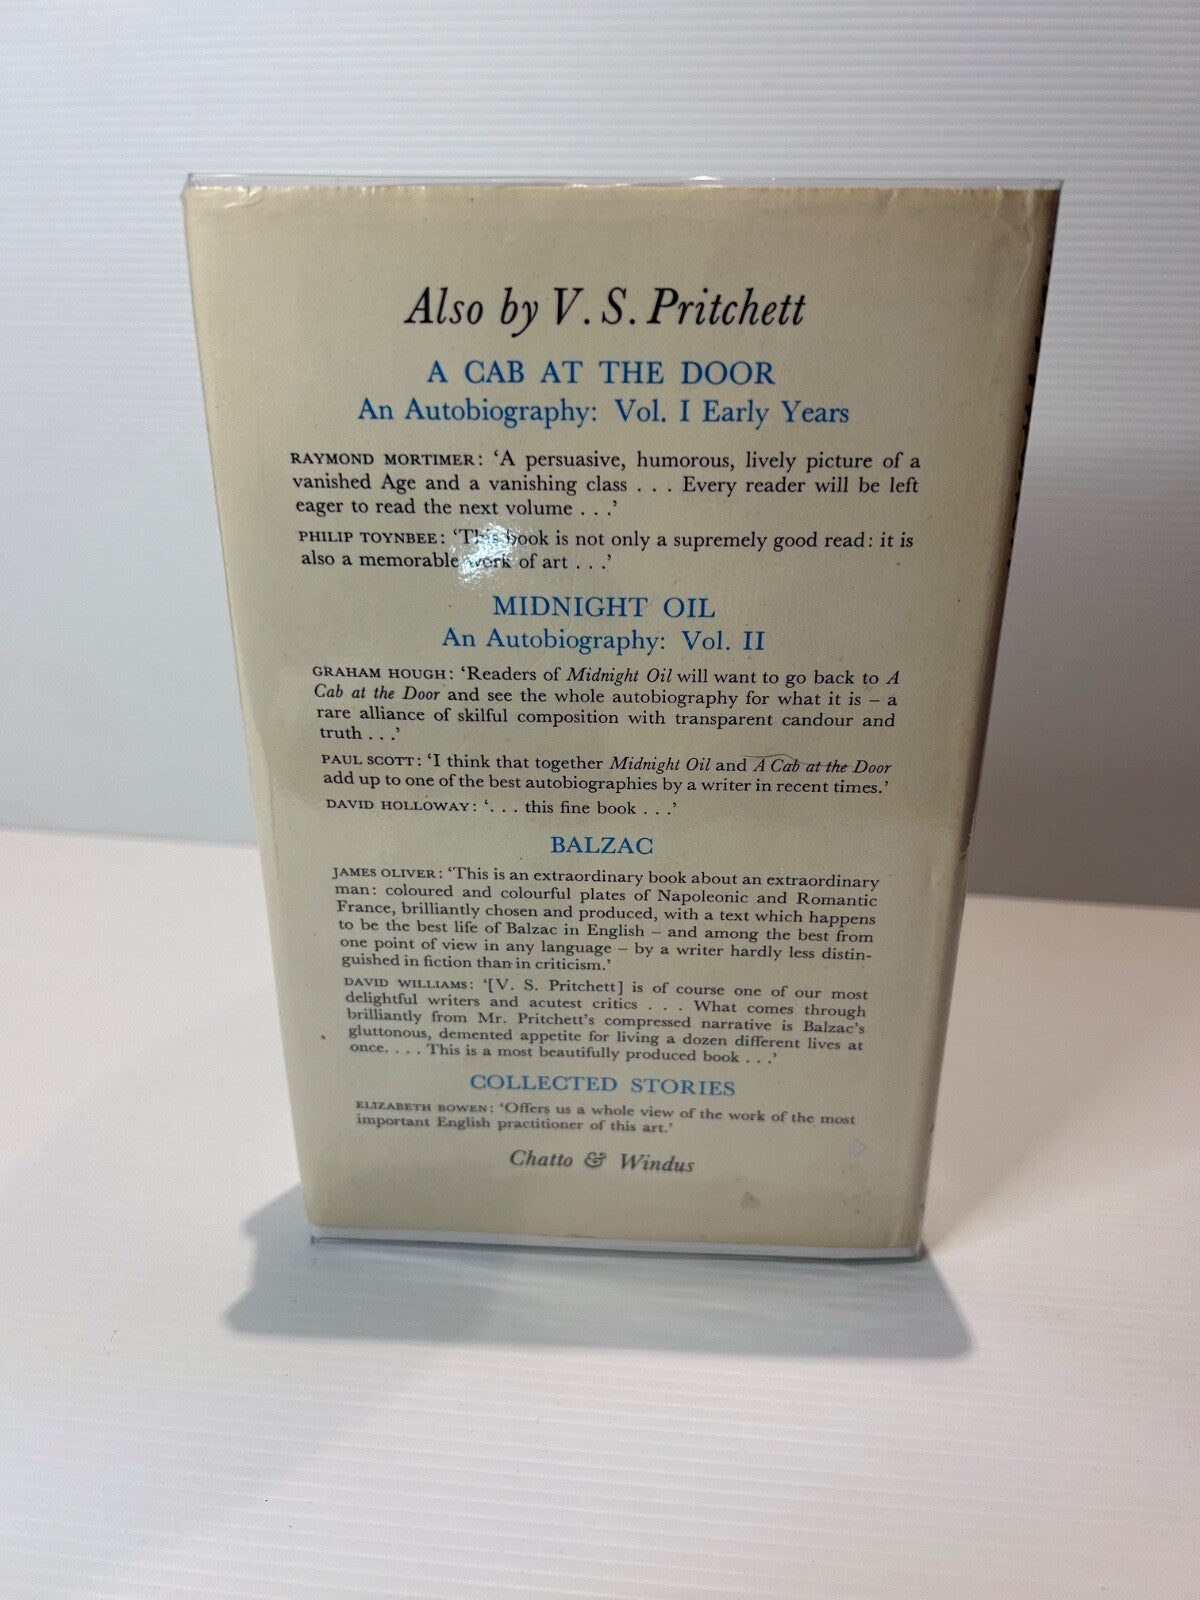 Also by V. S. Pritchett
A CAB AT THE DOOR
An Autobiography: Vol. I Early Years
RAYMOND MORTIMER: ‘A persuasive, humorous, lively picture of a
vanished Age and a vanishing class . . . Every reader will be left
eager to read the next volume . . .’
PHILIP TOYNBEE: ‘This book is not only a supremely good read: it is
also a memorable work of art . . .’
MIDNIGHT OIL
An Autobiography: Vol. II
GRAHAM HOUGH: ‘Readers of Midnight Oil will want to go back to A
Cab at the Door and see the whole autobiography for what it is – a
rare alliance of skilful composition with transparent candour and
truth . . .’
PAUL SCOTT: ‘I think that together Midnight Oil and A Cab at the Door
add up to one of the best autobiographies by a writer in recent times.’
DAVID HOLLOWAY: ‘. . . this fine book . . .’
BALZAC
JAMES OLIVER: ‘This is an extraordinary book about an extraordinary
man: coloured and colourful plates of Napoleonic and Romantic
France, brilliantly chosen and produced, with a text which happens
to be the best life of Balzac in English – and among the best from
one point of view in any language – by a writer hardly less distin-
guished in fiction than in criticism.’
DAVID WILLIAMS: ‘[V. S. Pritchett] is of course one of our most
delightful writers and acutest critics . . . What comes through
brilliantly from Mr. Pritchett’s compressed narrative is Balzac’s
gluttonous, demented appetite for living a dozen different lives at
once. . . . This is a most beautifully produced book . . .’
COLLECTED STORIES
ELIZABETH BOWEN: ‘Offers us a whole view of the work of the most
important English practitioner of this art.’
Chatto & Windus